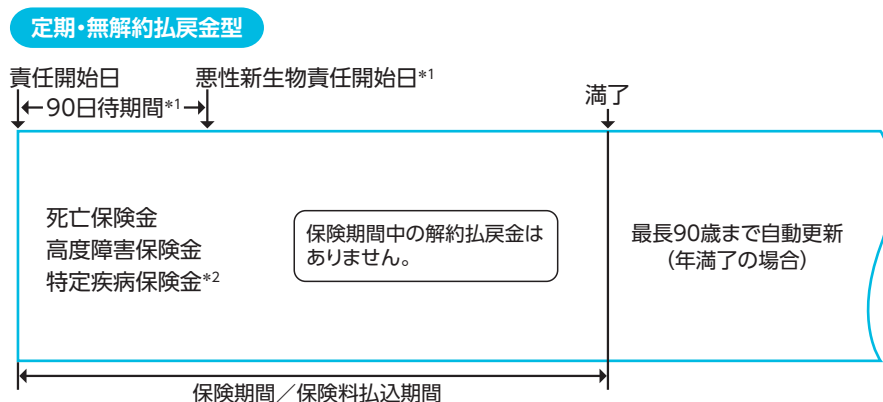 定期・無解約払戻金型
責任開始日
悪性新生物責任開始日*1
90日待期間*1
満了
死亡保険金
高度障害保険金
特定疾病保険金*2
保険期間中の解約払戻金は
ありません。
最長90歳まで自動更新
(年満了の場合)
保険期間/保険料払込期間